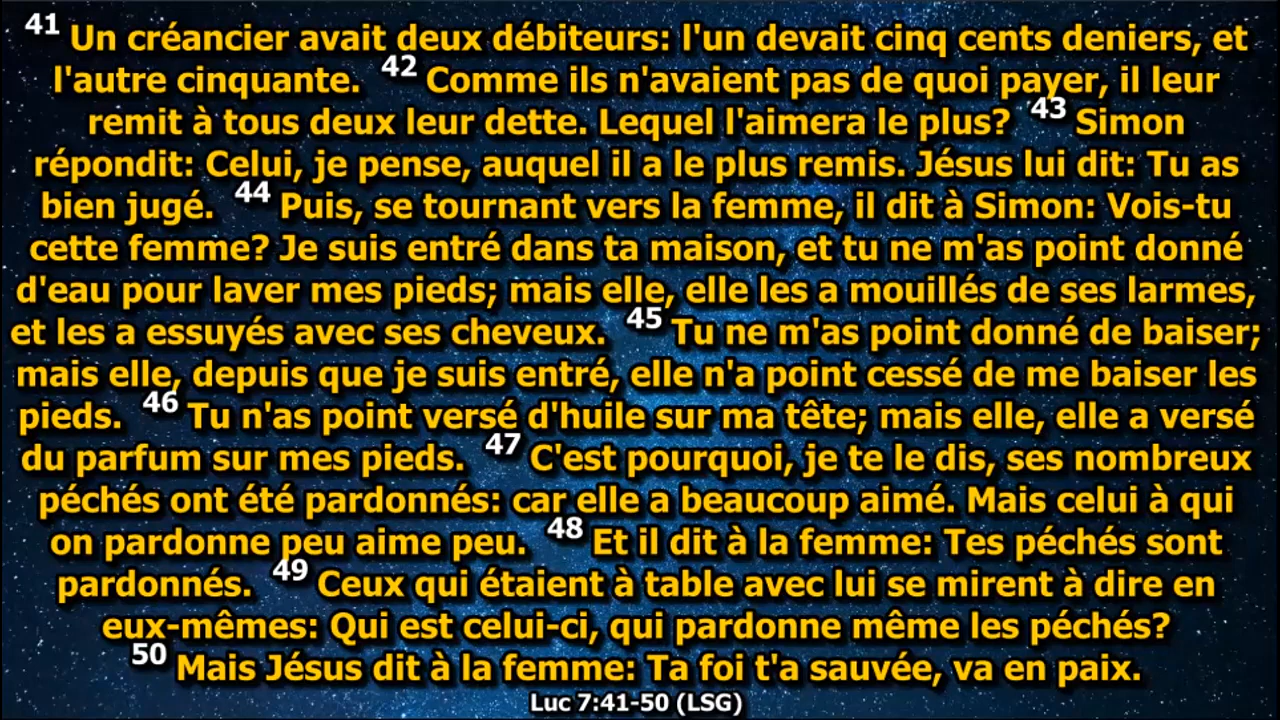 41 Un créancier avait deux débiteurs: l'un devait cinq cents deniers, et
l'autre cinquante. 42 Comme ils n'avaient pas de quoi payer, il leur
remit à tous deux leur dette. Lequel l'aimera le plus? 43 Simon
répondit: Celui, je pense, auquel il a le plus remis. Jésus lui dit: Tu as
bien jugé. 44 Puis, se tournant vers la femme, il dit à Simon: Vois-tu
cette femme? Je suis entré dans ta maison, et tu ne m'as point donné
d'eau pour laver mes pieds; mais elle, elle les a mouillés de ses larmes,
et les a essuyés avec ses cheveux. 45 Tu ne m'as point donné de baiser;
mais elle, depuis que je suis entré, elle n'a point cessé de me baiser les
pieds. 46 Tu n'as point versé d'huile sur ma tête; mais elle, elle a versé
du parfum sur mes pieds. 47 C'est pourquoi, je te le dis, ses nombreux
péchés ont été pardonnés: car elle a beaucoup aimé. Mais celui à qui
on pardonne peu aime peu. 48 Et il dit à la femme: Tes péchés sont
pardonnés. 49 Ceux qui étaient à table avec lui se mirent à dire en
eux-mêmes: Qui est celui-ci, qui pardonne même les péchés?
50 Mais Jésus dit à la femme: Ta foi t'a sauvée, va en paix.
Luc 7:41-50 (LSG)